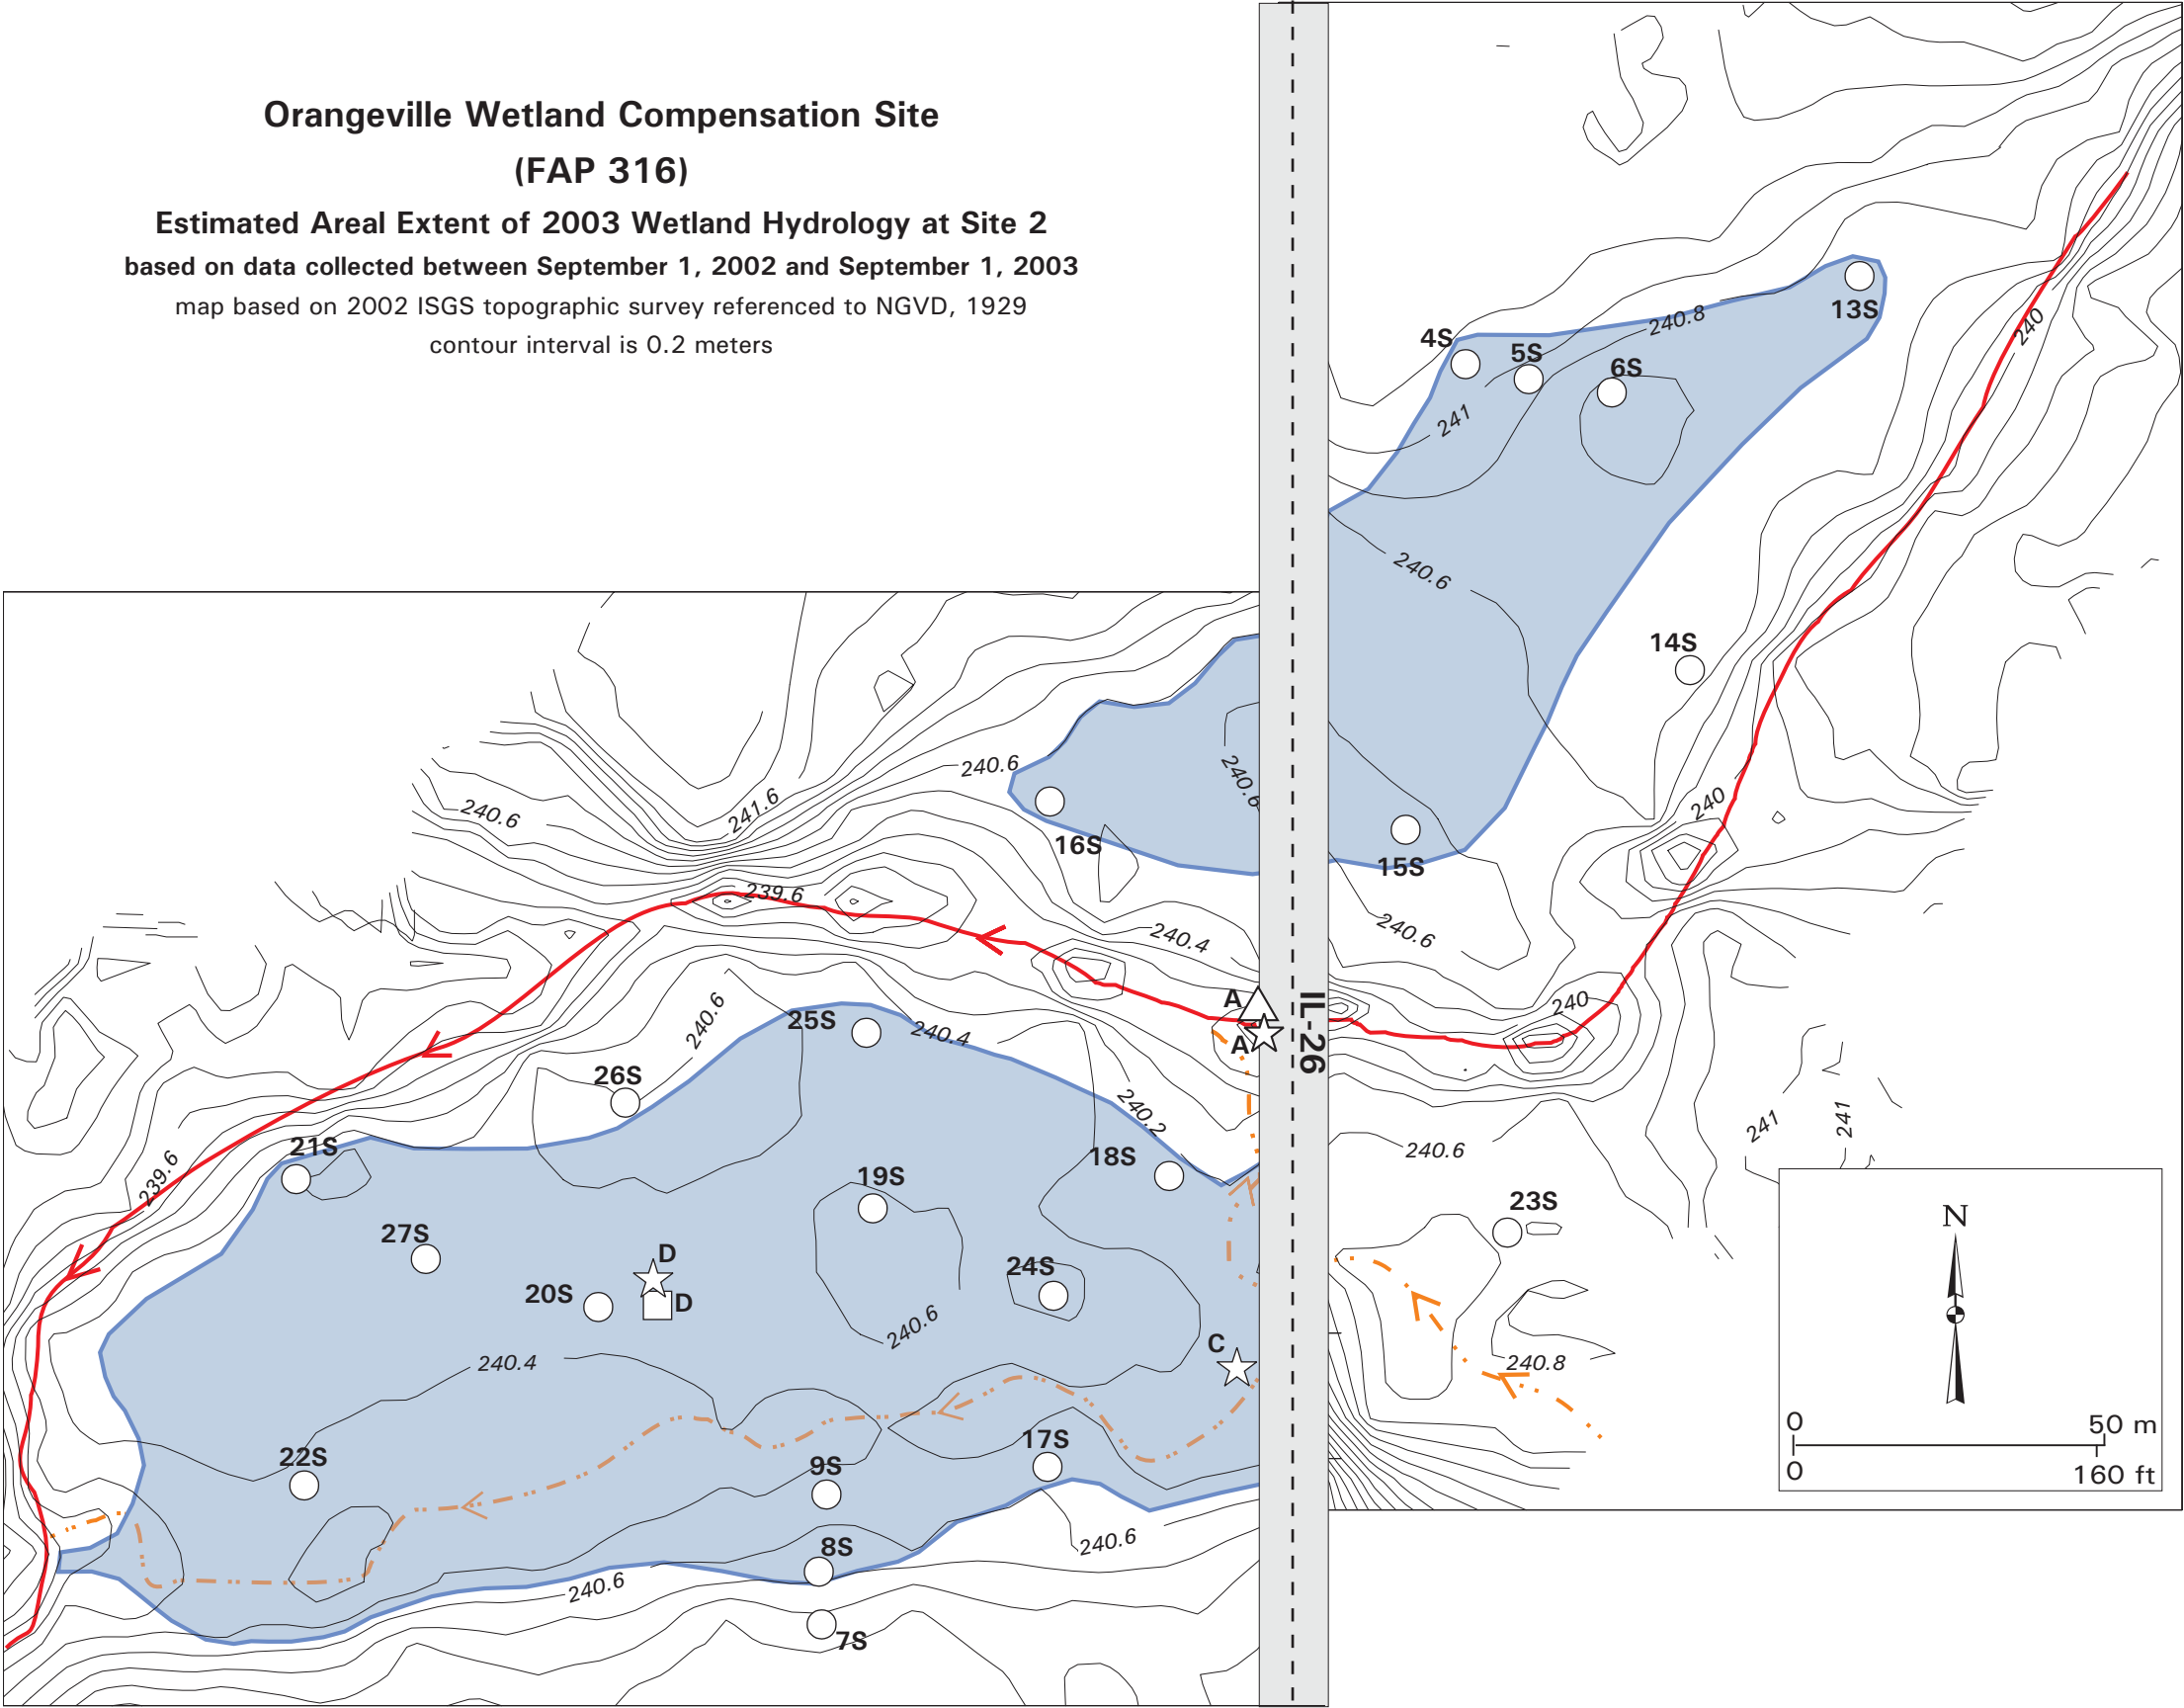 Orangeville Wetland Compensation Site
(FAP 316)
Estimated Areal Extent of 2003 Wetland Hydrology at Site 2
based on data collected between September 1, 2002 and September 1, 2003
map based on 2002 ISGS topographic survey referenced to NGVD, 1929
contour interval is 0.2 meters
13S
240.8
240
4S
5S
6S
241
240.6
14S
240.6
240.6
240.6
241.6
240
16S
15S
239.6
240.6
240.4
A
240
IL-26
240.6
25S
240.4
A
26S
240.2
241
241
21S
18S
240.6
239.6
19S
23S
27S
D
N
24S
20S
D
240.6
C
240.4
240.8
0
50 m
22S
17S
9S
0
160 ft
8S
240.6
240.6
7S